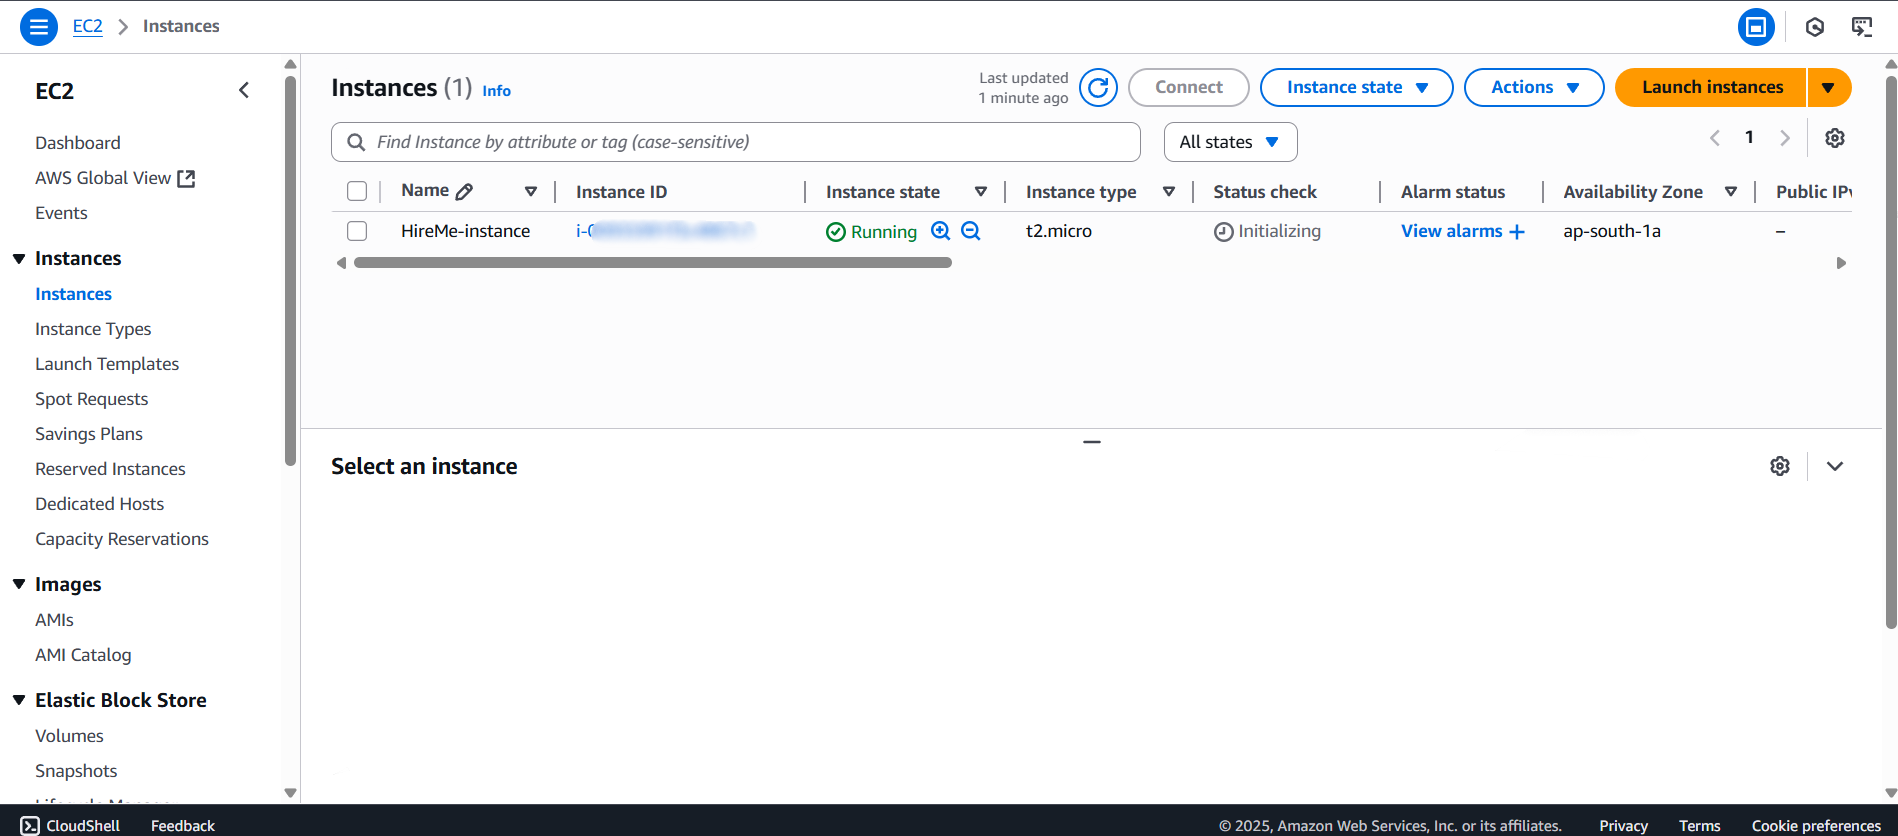 EC2 Instances
EC2
Dashboard
AWS Global View
Events
Instances
Instances
Instance Types
Launch Templates
Spot Requests
Savings Plans
Reserved Instances
Dedicated Hosts
Capacity Reservations
Images
AMIs
AMI Catalog
Elastic Block Store
Volumes
Snapshots
Instances (1) Info
Last updated
1 minute ago
Connect
Instance state
Actions
Launch instances
Find Instance by attribute or tag (case-sensitive)
All states
1
Name Instance ID Instance state Instance type Status check Alarm status Availability Zone Public IP
HireMe-instance Running t2.micro Initializing View alarms + ap-south-1a –
Select an instance
CloudShell Feedback © 2025, Amazon Web Services, Inc. or its affiliates. Privacy Terms Cookie preferences